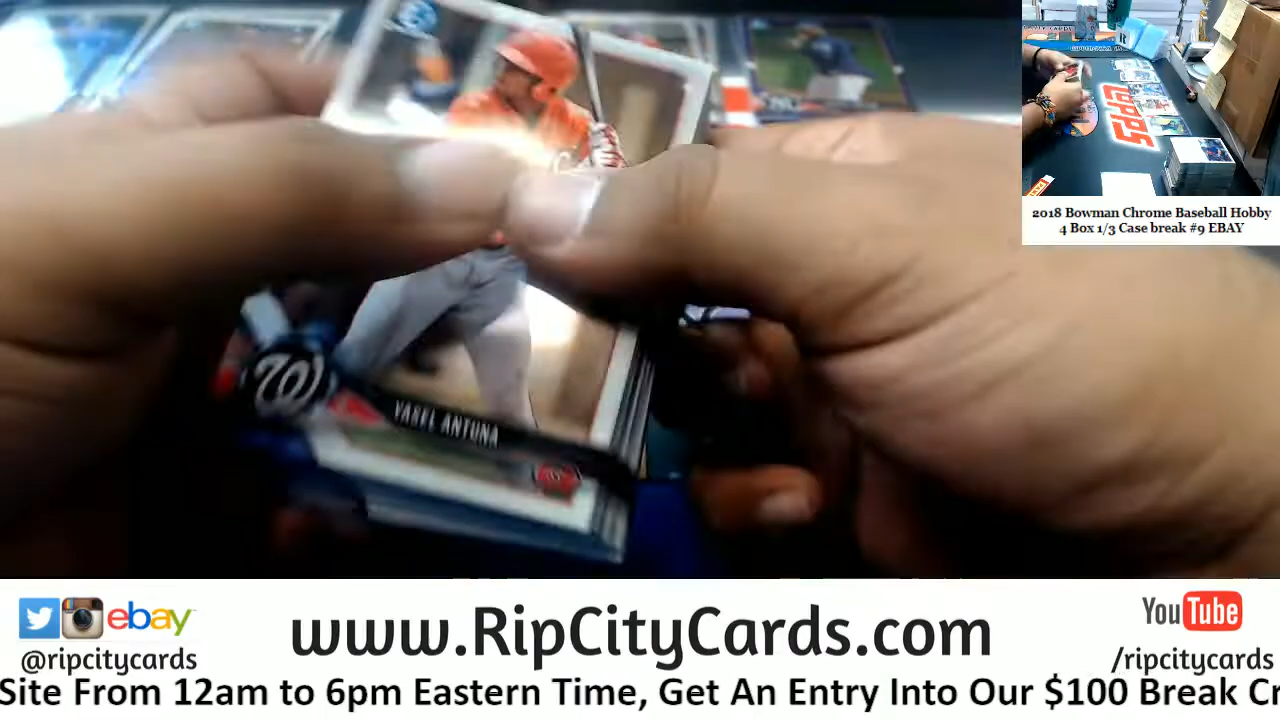 2018 Bowman Chrome Baseball Hobby
4 Box 1/3 Case break #9 EBAY
W
YASEL ANTUNA
ebay
@ripcitycards
www.RipCityCards.com
YouTube
/ripcitycards
Site From 12am to 6pm Eastern Time, Get An Entry Into Our $100 Break Cr